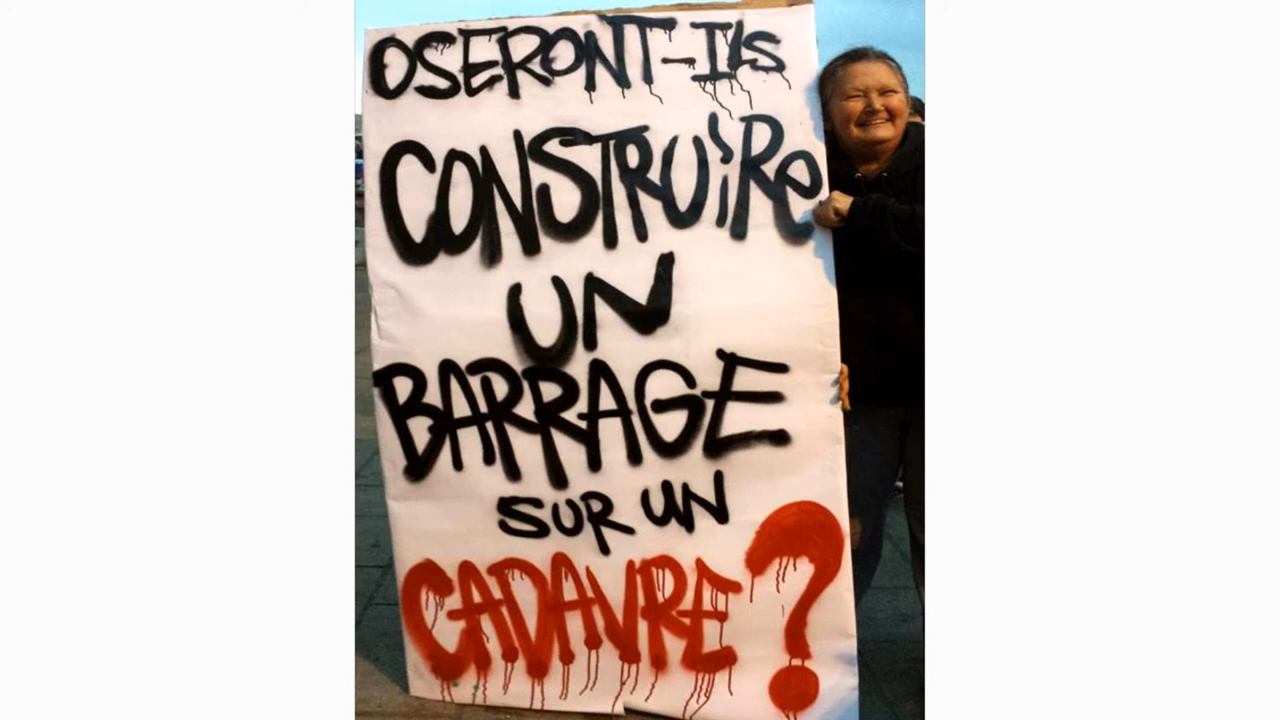 OSERONT-ILS
CONSTRUiRe
UN
BARRAGE
SUR UN
CADAVRE?